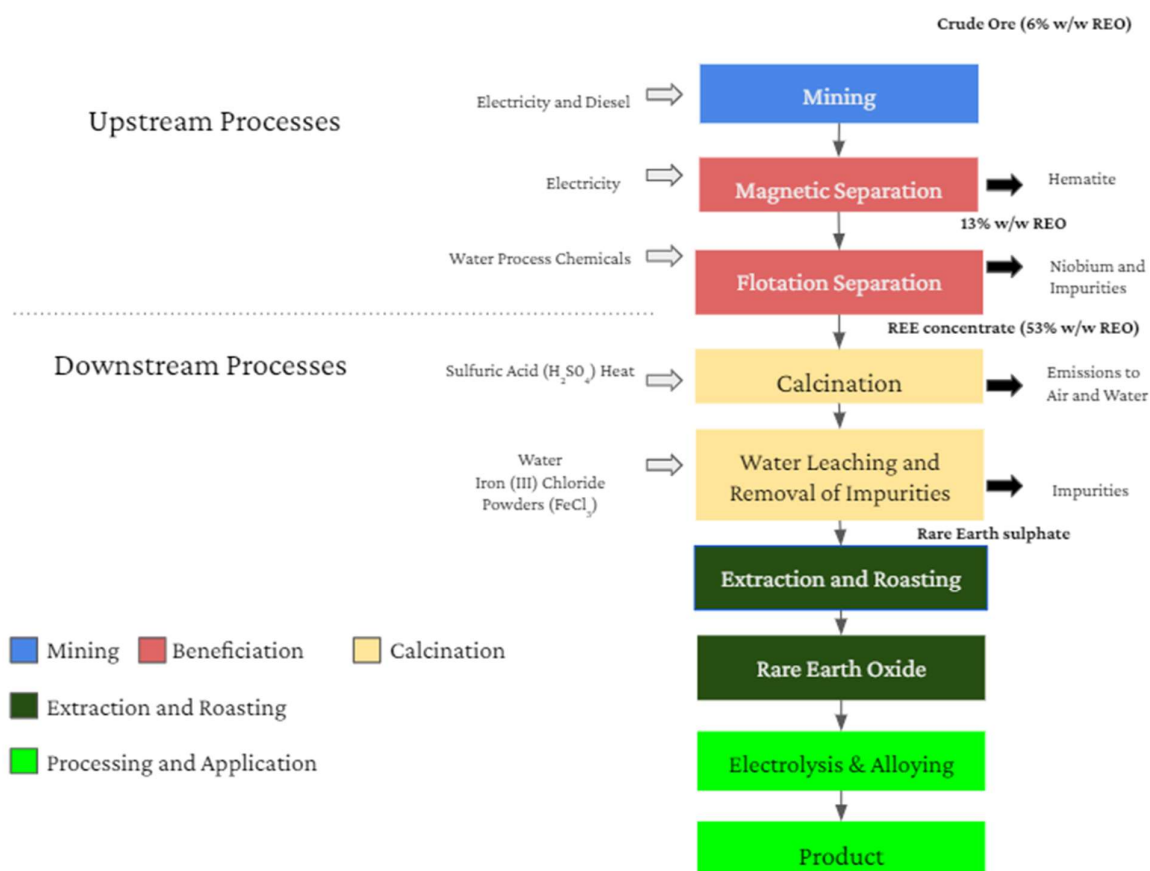 Crude Ore (6% w/w REO)
Upstream Processes
Electricity and Diesel
Mining
Electricity
Magnetic Separation
Hematite
13% w/w REO
Water Process Chemicals
Flotation Separation
Niobium and
Impurities
REE concentrate (53% w/w REO)
Downstream Processes
Sulfuric Acid (H₂SO₄) Heat
Calcination
Emissions to
Air and Water
Water
Iron (III) Chloride
Powders (FeCl₃)
Water Leaching and
Removal of Impurities
Impurities
Rare Earth sulphate
Extraction and Roasting
Rare Earth Oxide
Electrolysis & Alloying
Product
Mining Beneficiation Calcination
Extraction and Roasting
Processing and Application